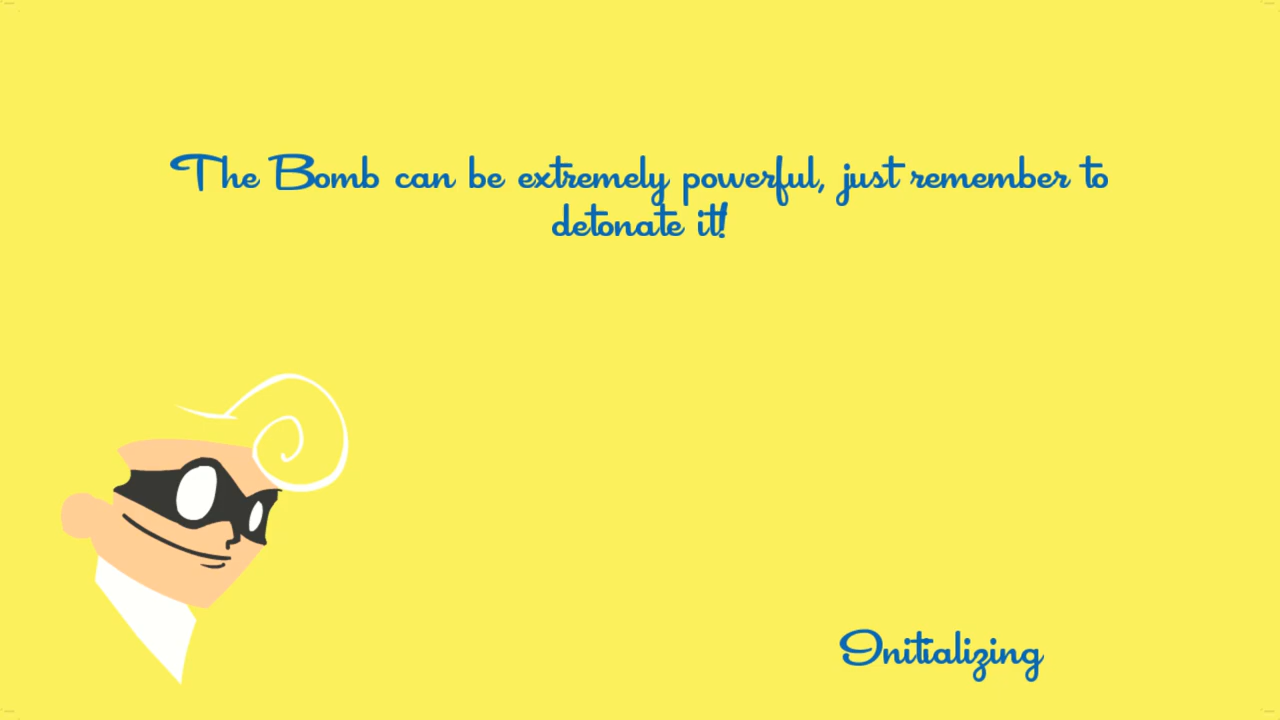 The Bomb can be extremely powerful, just remember to
detonate it!
Initializing